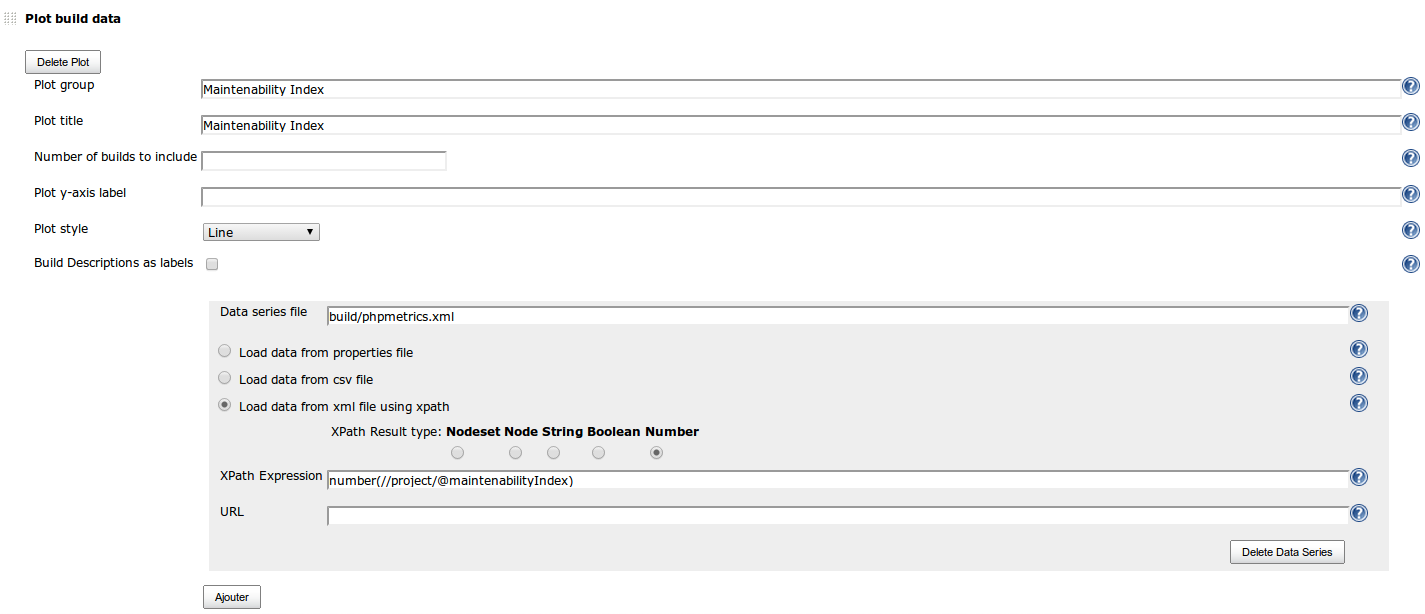 Plot build data
Delete Plot
Plot group
Maintenability Index
Plot title
Maintenability Index
Number of builds to include
Plot y-axis label
Plot style
Line
Build Descriptions as labels
Data series file
build/phpmetrics.xml
Load data from properties file
Load data from csv file
Load data from xml file using xpath
XPath Result type: Nodeset Node String Boolean Number
XPath Expression
number(//project/@maintenabilityIndex)
URL
Delete Data Series
Ajouter